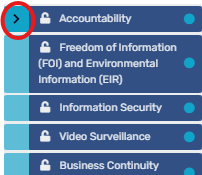 Accountability
Freedom of Information
(FOI) and Environmental
Information (EIR)
Information Security
Video Surveillance
Business Continuity